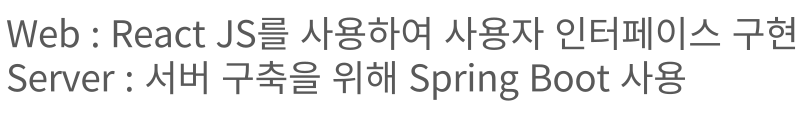 Web : React JS를 사용하여 사용자 인터페이스 구현
Server : 서버 구축을 위해 Spring Boot 사용